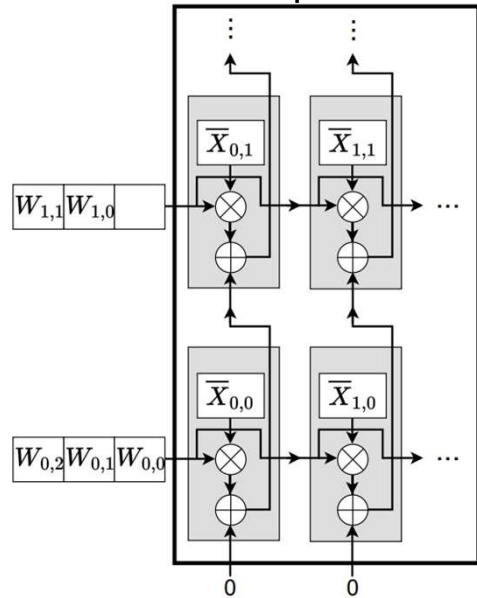 ⋮ ⋮
X̅₀,₁ X̅₁,₁
W₁,₁ W₁,₀ ...
X̅₀,₀ X̅₁,₀
W₀,₂ W₀,₁ W₀,₀ ...
0 0